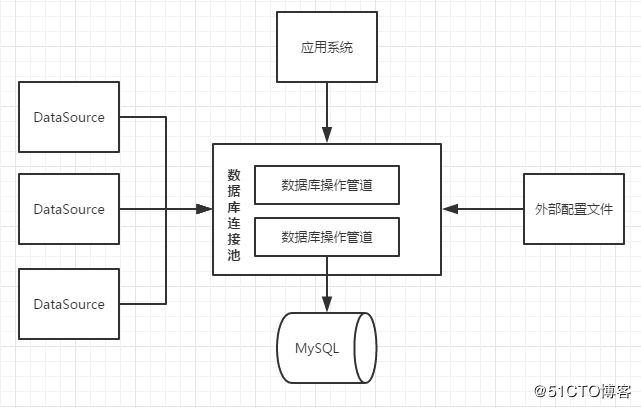 应用系统
DataSource
DataSource
DataSource
数据库连接池
数据库操作管道
数据库操作管道
外部配置文件
MySQL
@51CTO博客